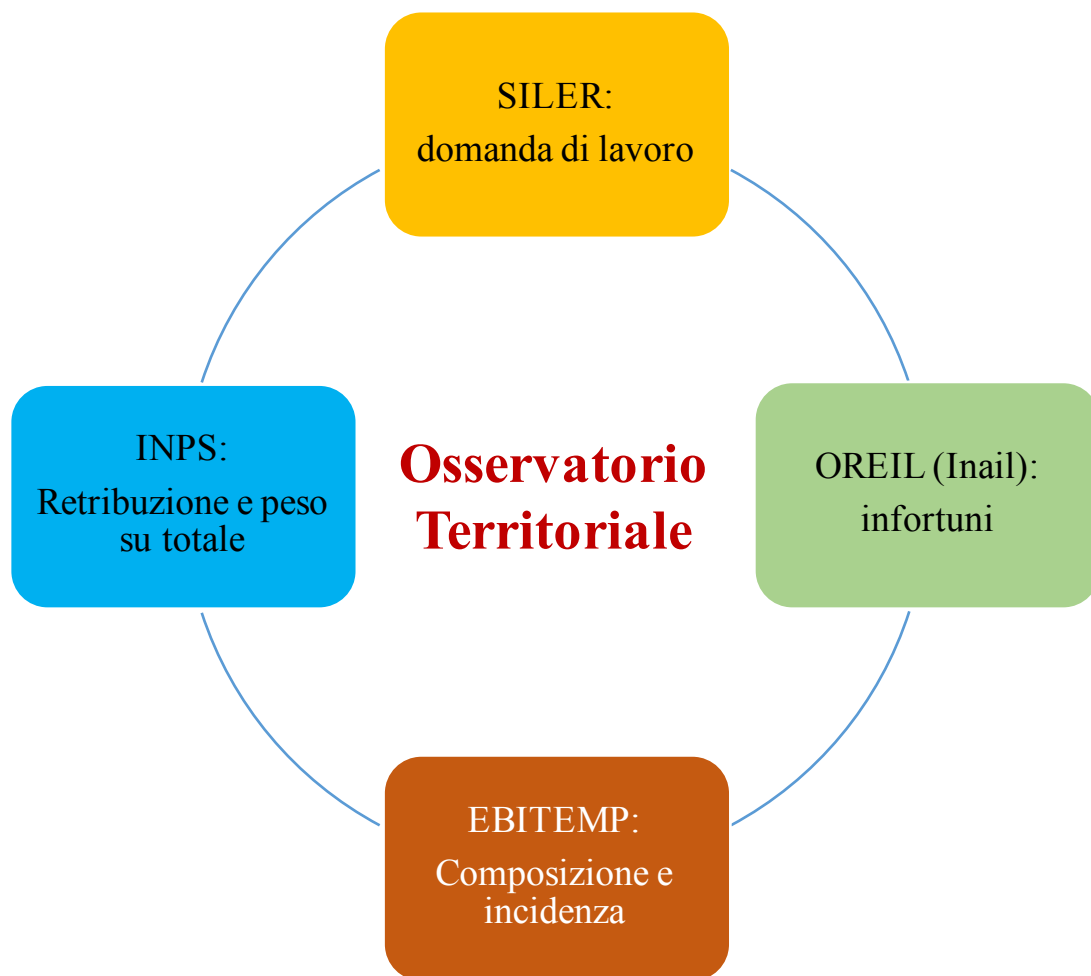 SILER:
domanda di lavoro
INPS:
Retribuzione e peso
su totale
Osservatorio
Territoriale
OREIL (Inail):
infortuni
EBITEMP:
Composizione e
incidenza